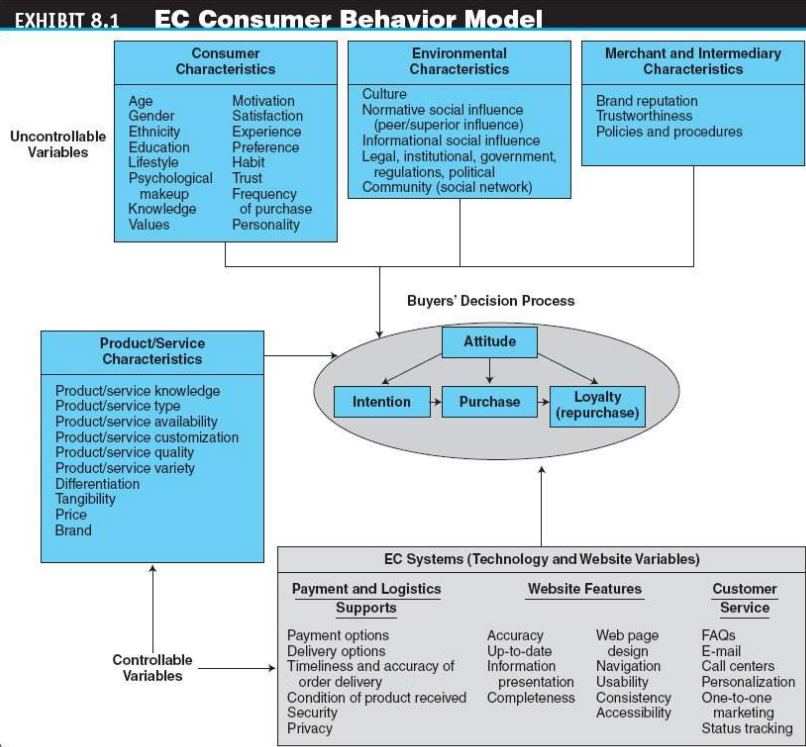 EXHIBIT 8.1 EC Consumer Behavior Model
Uncontrollable
Variables
Consumer
Characteristics
Age
Gender
Ethnicity
Education
Lifestyle
Psychological
makeup
Knowledge
Values
Motivation
Satisfaction
Experience
Preference
Habit
Trust
Frequency
of purchase
Personality
Environmental
Characteristics
Culture
Normative social influence
(peer/superior influence)
Informational social influence
Legal, institutional, government,
regulations, political
Community (social network)
Merchant and Intermediary
Characteristics
Brand reputation
Trustworthiness
Policies and procedures
Buyers' Decision Process
Attitude
Intention
Purchase
Loyalty
(repurchase)
Product/Service
Characteristics
Product/service knowledge
Product/service type
Product/service availability
Product/service customization
Product/service quality
Product/service variety
Differentiation
Tangibility
Price
Brand
Controllable
Variables
EC Systems (Technology and Website Variables)
Payment and Logistics
Supports
Payment options
Delivery options
Timeliness and accuracy of
order delivery
Condition of product received
Security
Privacy
Website Features
Accuracy
Up-to-date
Information
presentation
Completeness
Web page
design
Navigation
Usability
Consistency
Accessibility
Customer
Service
FAQs
E-mail
Call centers
Personalization
One-to-one
marketing
Status tracking